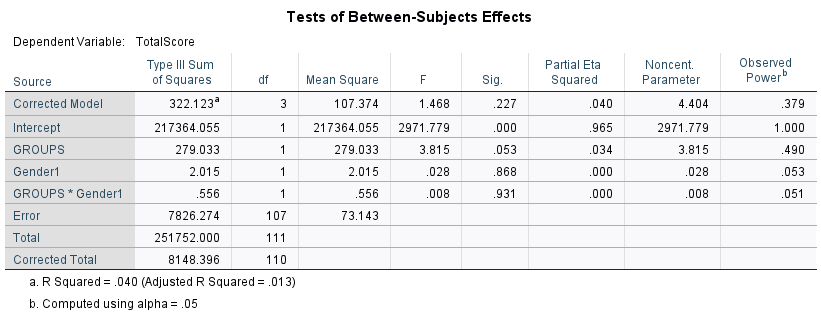 Tests of Between-Subjects Effects
Dependent Variable: TotalScore
Source Type III Sum of Squares df Mean Square F Sig. Partial Eta Squared Noncent. Parameter Observed Power b
Corrected Model 322.123 a 3 107.374 1.468 .227 .040 4.404 .379
Intercept 217364.055 1 217364.055 2971.779 .000 .965 2971.779 1.000
GROUPS 279.033 1 279.033 3.815 .053 .034 3.815 .490
Gender1 2.015 1 2.015 .028 .868 .000 .028 .053
GROUPS * Gender1 .556 1 .556 .008 .931 .000 .008 .051
Error 7826.274 107 73.143
Total 251752.000 111
Corrected Total 8148.396 110
a. R Squared = .040 (Adjusted R Squared = .013)
b. Computed using alpha = .05